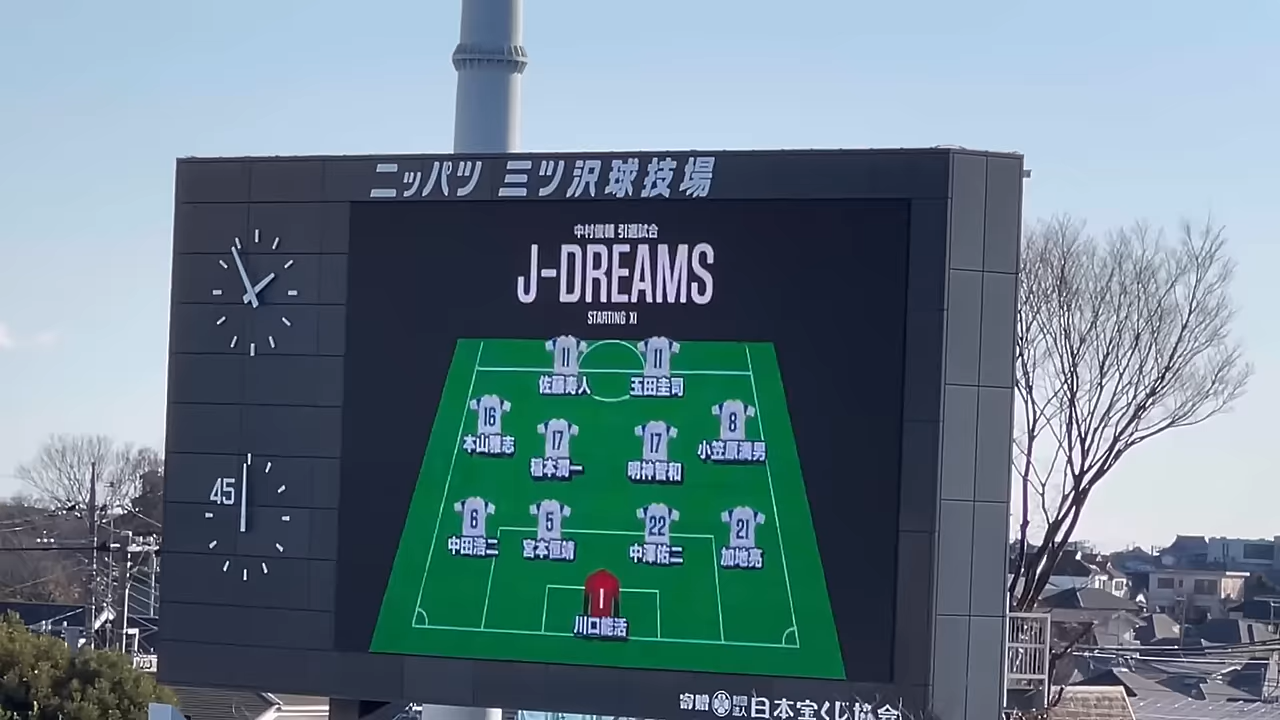 ニッパツ 三ツ沢球技場
中村俊輔 引退試合
J-DREAMS
STARTING XI
11 11
佐藤寿人 玉田圭司
16 8
本山雅志 小笠原満男
17 17
稲本潤一 明神智和
45
6 5 22 21
中田浩二 宮本恒靖 中澤佑二 加地亮
1
川口能活
寄贈 財団法人 日本宝くじ協会